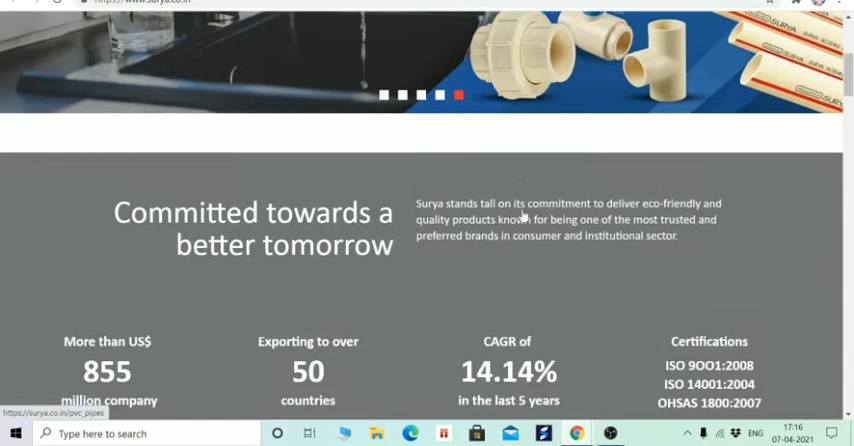 https://www.surya.co.in
SURYA
Committed towards a
better tomorrow
Surya stands tall on its commitment to deliver eco-friendly and
quality products known for being one of the most trusted and
preferred brands in consumer and institutional sector.
More than US$
855
million company
Exporting to over
50
countries
CAGR of
14.14%
in the last 5 years
Certifications
ISO 9OO1:2008
ISO 14001:2004
OHSAS 1800:2007
https://surya.co.in/pvc_pipes
Type here to search
ENG
17:16
07-04-2021